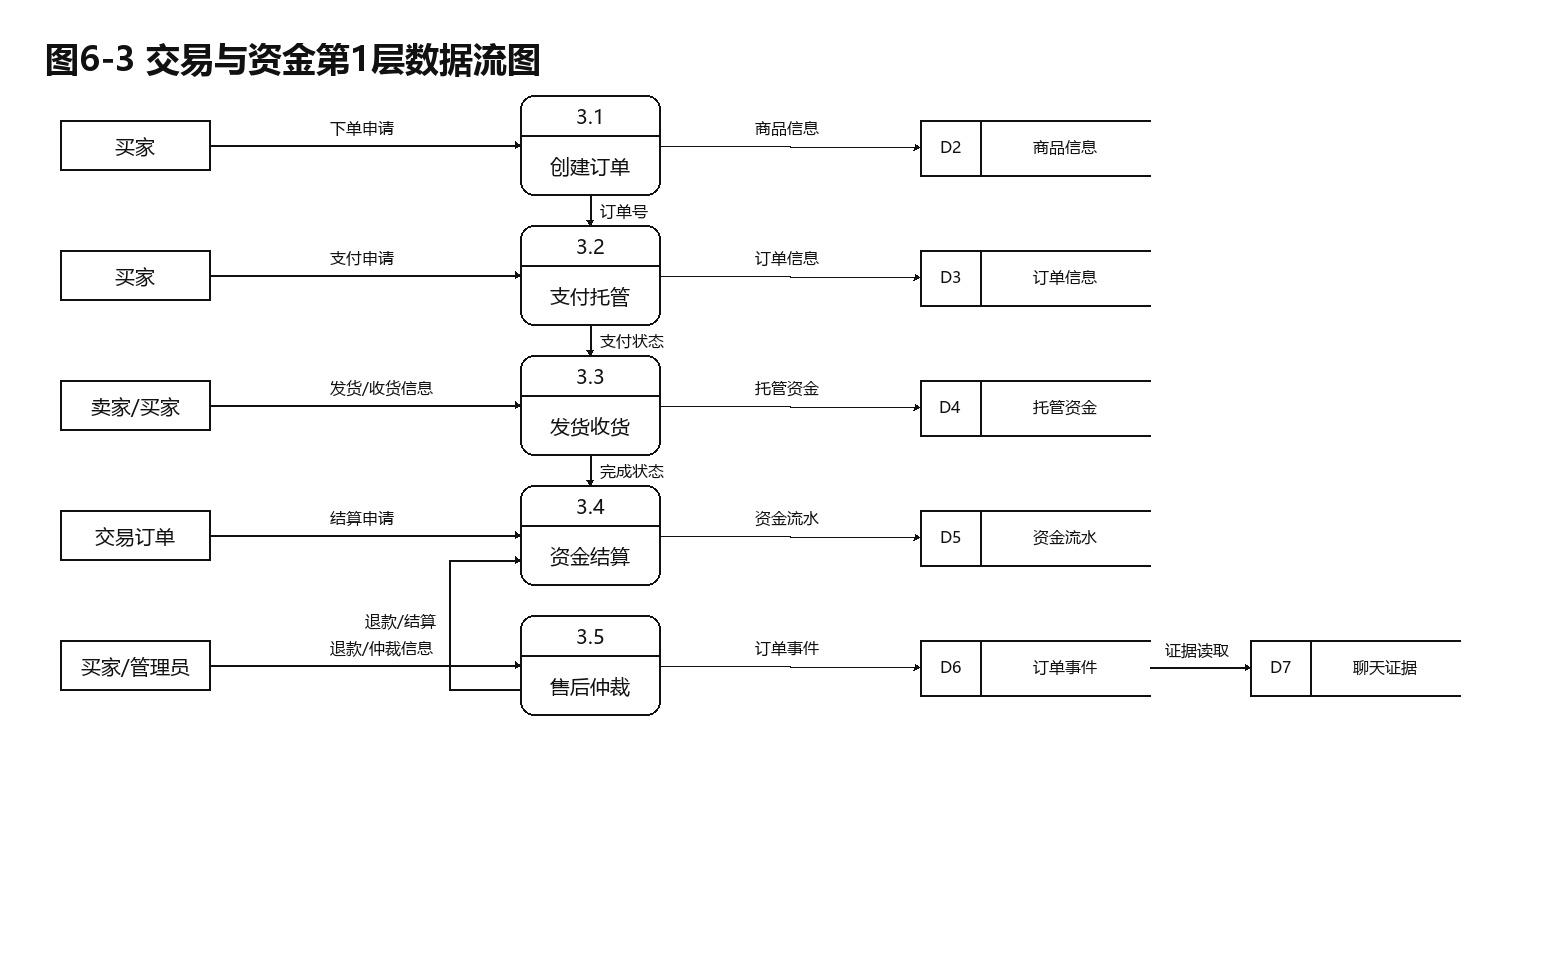 图6-3 交易与资金第1层数据流图
买家
下单申请
3.1
创建订单
商品信息
D2
商品信息
订单号
买家
支付申请
3.2
支付托管
订单信息
D3
订单信息
支付状态
卖家/买家
发货/收货信息
3.3
发货收货
托管资金
D4
托管资金
完成状态
交易订单
结算申请
3.4
资金结算
资金流水
D5
资金流水
退款/结算
买家/管理员
退款/仲裁信息
3.5
售后仲裁
订单事件
D6
订单事件
证据读取
D7
聊天证据